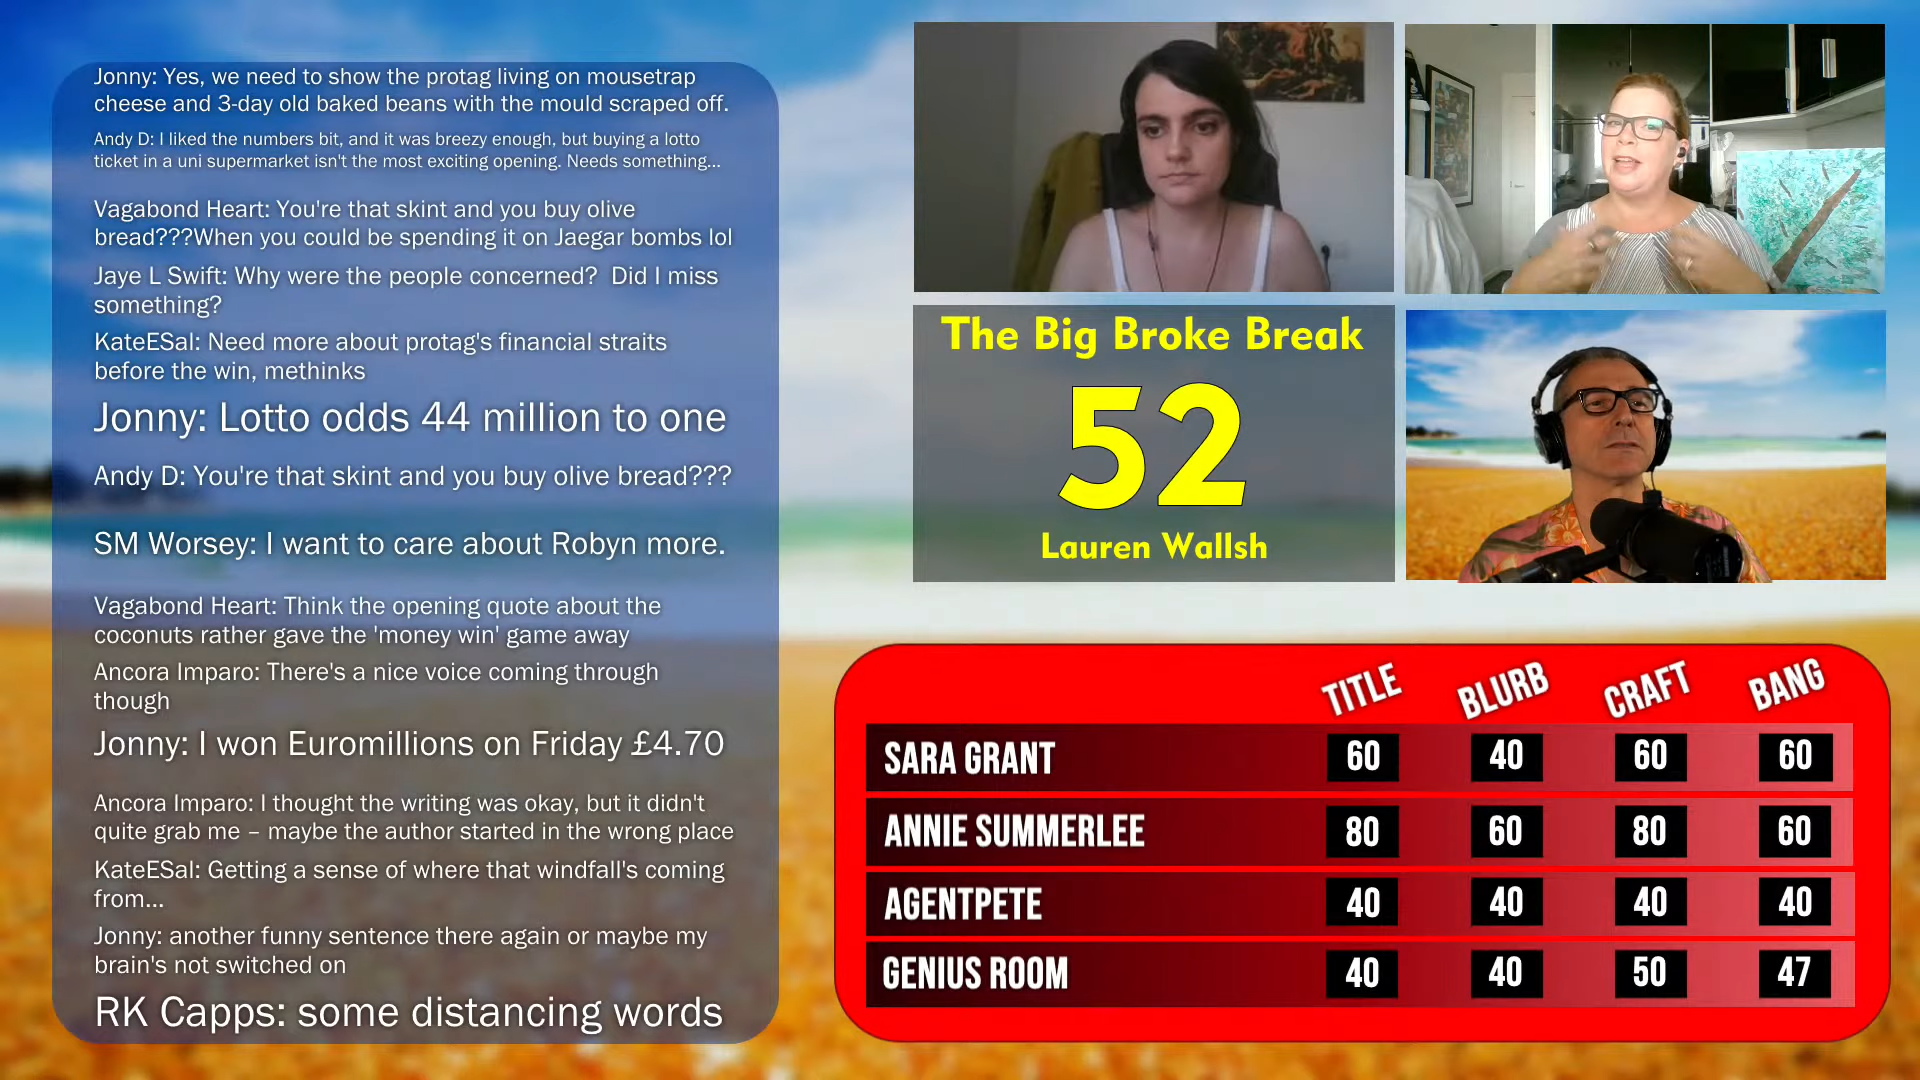 Jonny: Yes, we need to show the protag living on mousetrap
cheese and 3-day old baked beans with the mould scraped off.
Andy D: I liked the numbers bit, and it was breezy enough, but buying a lotto
ticket in a uni supermarket isn't the most exciting opening. Needs something...
Vagabond Heart: You're that skint and you buy olive
bread???When you could be spending it on Jaegar bombs lol
Jaye L Swift: Why were the people concerned?  Did I miss
something?
KateESal: Need more about protag's financial straits
before the win, methinks
Jonny: Lotto odds 44 million to one
Andy D: You're that skint and you buy olive bread???
SM Worsey: I want to care about Robyn more.
Vagabond Heart: Think the opening quote about the
coconuts rather gave the 'money win' game away
Ancora Imparo: There's a nice voice coming through
though
Jonny: I won Euromillions on Friday £4.70
Ancora Imparo: I thought the writing was okay, but it didn't
quite grab me – maybe the author started in the wrong place
KateESal: Getting a sense of where that windfall's coming
from...
Jonny: another funny sentence there again or maybe my
brain's not switched on
RK Capps: some distancing words
The Big Broke Break
52
Lauren Wallsh
TITLE BLURB CRAFT BANG
SARA GRANT 60 40 60 60
ANNIE SUMMERLEE 80 60 80 60
AGENTPETE 40 40 40 40
GENIUS ROOM 40 40 50 47